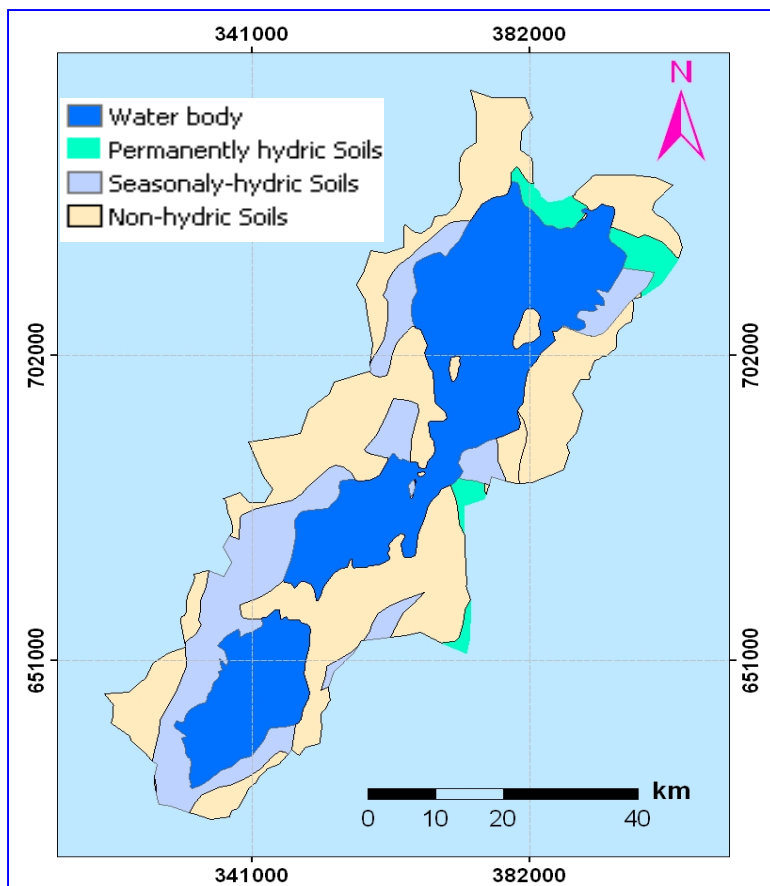 341000 382000
N
Water body
Permanently hydric Soils
Seasonaly-hydric Soils
Non-hydric Soils
702000 702000
651000 651000
km
0 10 20 40
341000 382000